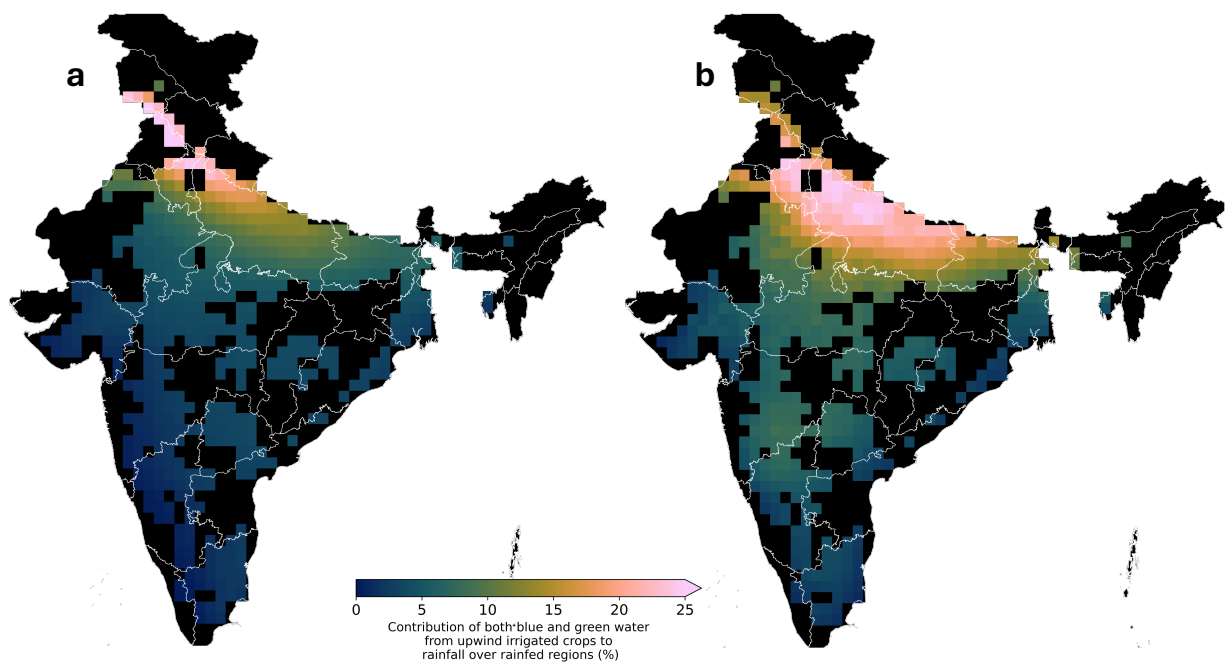 a
b
0 5 10 15 20 25
Contribution of both blue and green water
from upwind irrigated crops to
rainfall over rainfed regions (%)